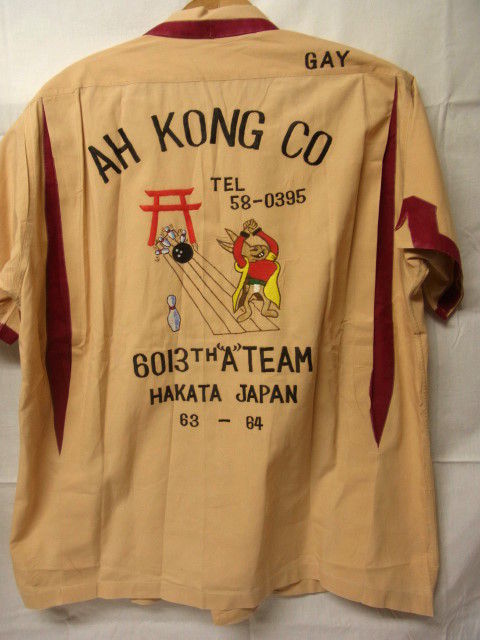 GAY
AH KONG CO
TEL
58-0395
6013TH "A" TEAM
HAKATA JAPAN
63 - 64